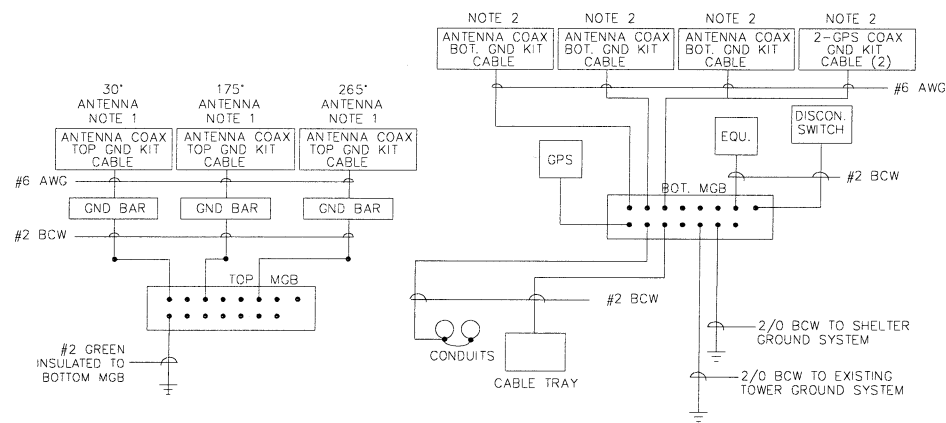 NOTE 2
NOTE 2
NOTE 2
NOTE 2
ANTENNA COAX
BOT. GND KIT
CABLE
ANTENNA COAX
BOT. GND KIT
CABLE
ANTENNA COAX
BOT. GND KIT
CABLE
2-GPS COAX
GND KIT
CABLE (2)
#6 AWG
30°
ANTENNA
NOTE 1
175°
ANTENNA
NOTE 1
265°
ANTENNA
NOTE 1
ANTENNA COAX
TOP GND KIT
CABLE
ANTENNA COAX
TOP GND KIT
CABLE
ANTENNA COAX
TOP GND KIT
CABLE
#6 AWG
GND BAR
GND BAR
GND BAR
#2 BCW
TOP MGB
#2 GREEN
INSULATED TO
BOTTOM MGB
GPS
EQU.
DISCON.
SWITCH
#2 BCW
BOT. MGB
#2 BCW
CONDUITS
CABLE TRAY
2/0 BCW TO SHELTER
GROUND SYSTEM
2/0 BCW TO EXISTING
TOWER GROUND SYSTEM